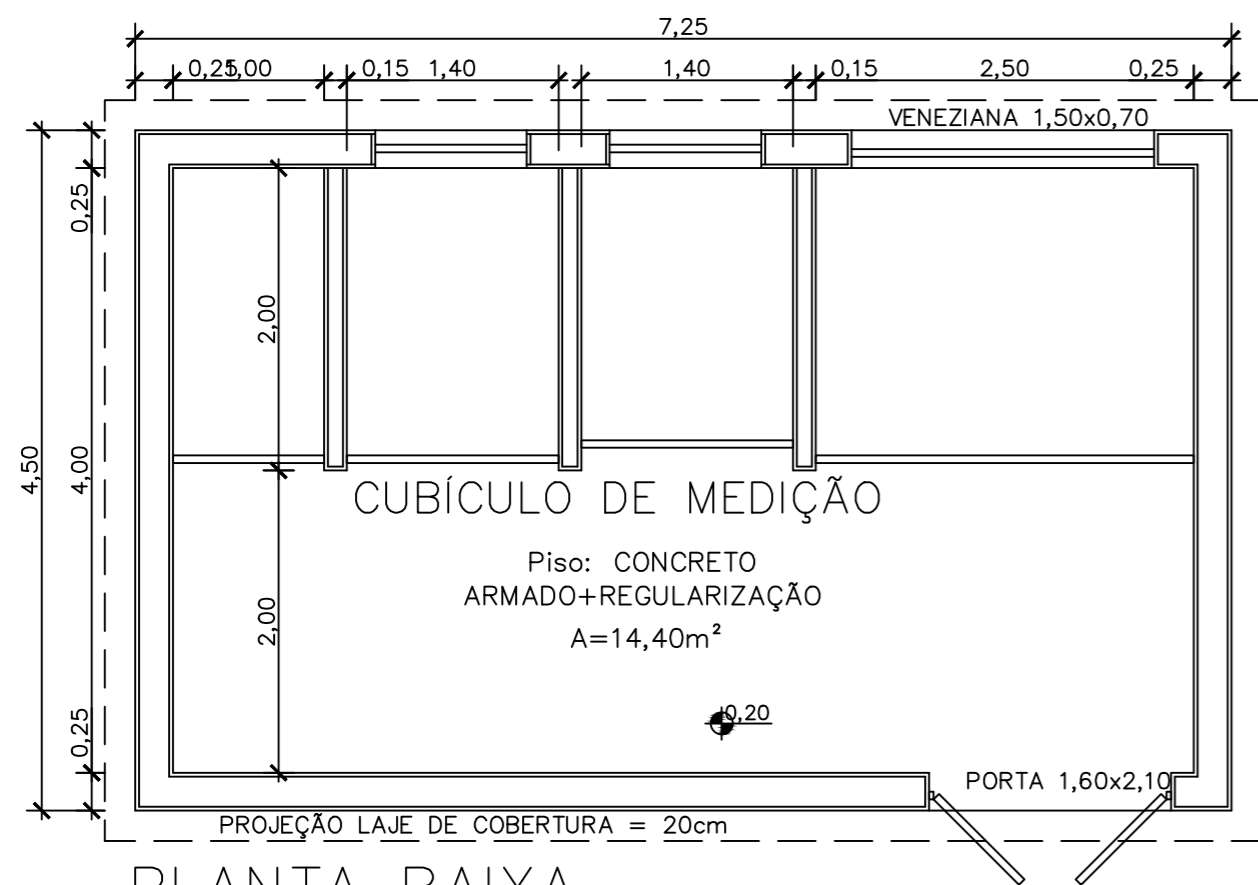 7,25
0,25 1,00 0,15 1,40 1,40 0,15 2,50 0,25
VENEZIANA 1,50x0,70
0,25
2,00
4,50
4,00
CUBÍCULO DE MEDIÇÃO
Piso: CONCRETO
ARMADO+REGULARIZAÇÃO
A=14,40m²
2,00
0,20
0,25
PORTA 1,60x2,10
PROJEÇÃO LAJE DE COBERTURA = 20cm
PLANTA BAIXA